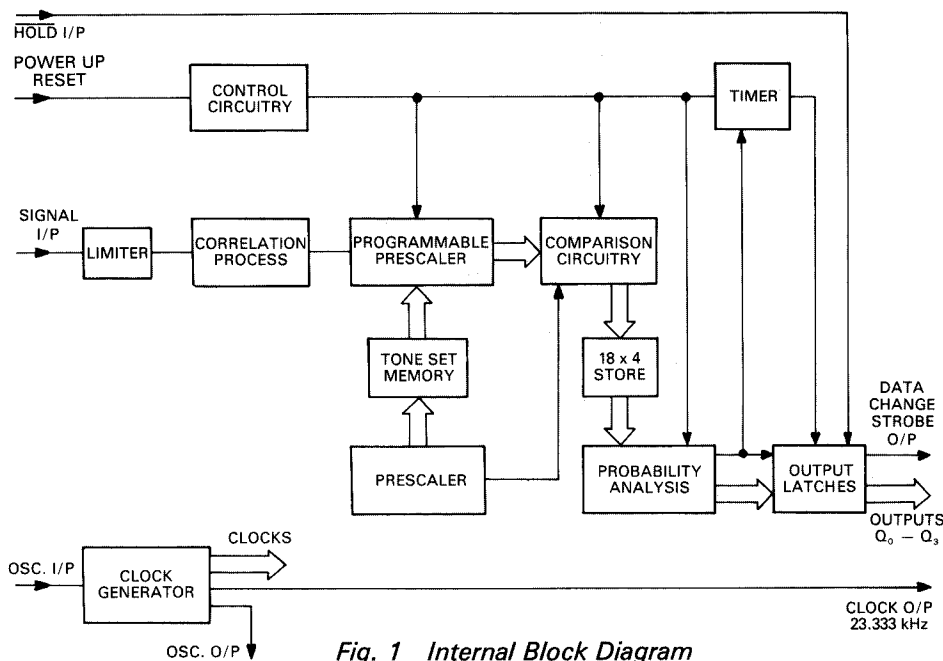 HOLD I/P
POWER UP
RESET
CONTROL
CIRCUITRY
TIMER
SIGNAL
I/P
LIMITER
CORRELATION
PROCESS
PROGRAMMABLE
PRESCALER
COMPARISON
CIRCUITRY
TONE SET
MEMORY
18 x 4
STORE
DATA
CHANGE
STROBE
O/P
PRESCALER
PROBABILITY
ANALYSIS
OUTPUT
LATCHES
OUTPUTS
Q₀ – Q₃
CLOCKS
OSC. I/P
CLOCK
GENERATOR
CLOCK O/P
23.333 kHz
OSC. O/P
Fig. 1 Internal Block Diagram